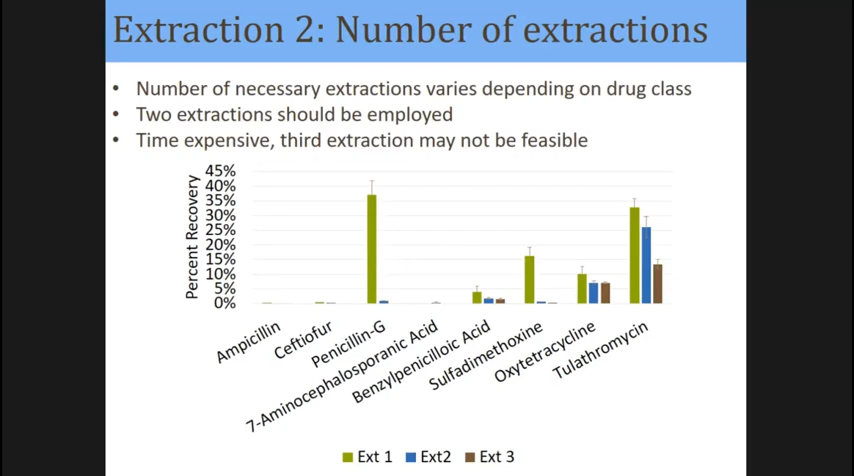 Extraction 2: Number of extractions
• Number of necessary extractions varies depending on drug class
• Two extractions should be employed
• Time expensive, third extraction may not be feasible
Percent Recovery
45%
40%
35%
30%
25%
20%
15%
10%
5%
0%
Ampicillin
Ceftiofur
Penicillin-G
7-Aminocephalosporanic Acid
Benzylpenicilloic Acid
Sulfadimethoxine
Oxytetracycline
Tulathromycin
Ext 1 Ext2 Ext 3